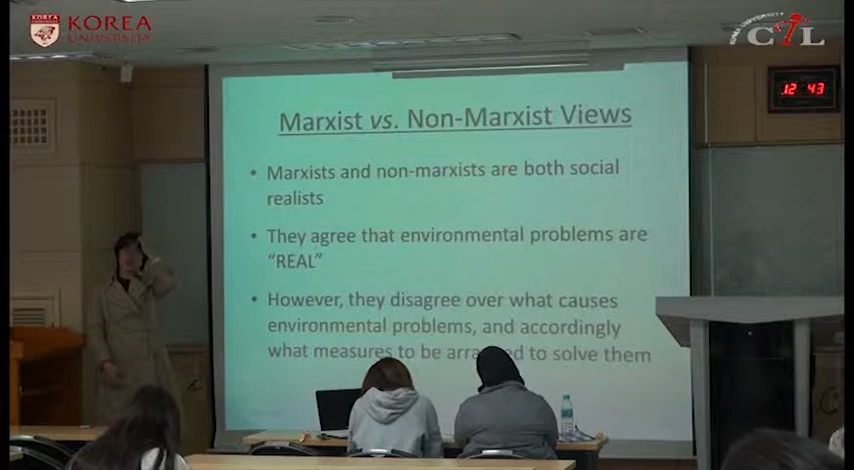 KOREA
UNIVERSITY
CTL
12 43
Marxist vs. Non-Marxist Views
• Marxists and non-marxists are both social
realists
• They agree that environmental problems are
“REAL”
• However, they disagree over what causes
environmental problems, and accordingly
what measures to be to solve them